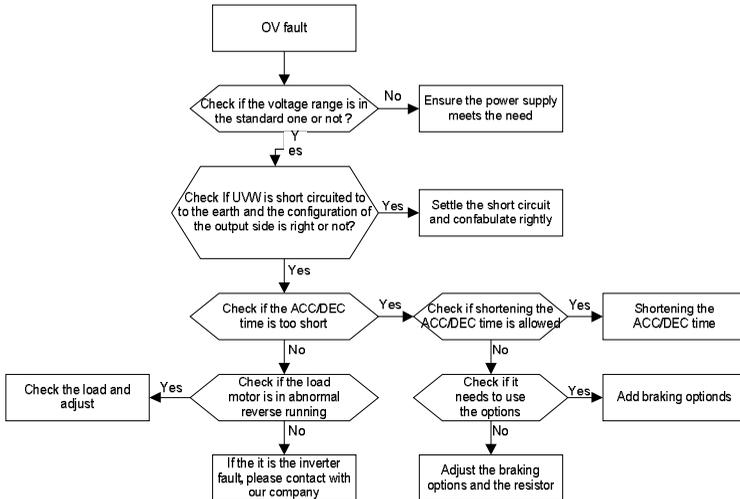 OV fault
Check if the voltage range is in
the standard one or not ?
No
Ensure the power supply
meets the need
Y
es
Check If UVW is short circuited to
to the earth and the configuration of
the output side is right or not?
Yes
Settle the short circuit
and confabulate rightly
Yes
Check if the ACC/DEC
time is too short
Yes
Check if shortening the
ACC/DEC time is allowed
Yes
Shortening the
ACC/DEC time
No
No
Check the load and
adjust
Yes
Check if the load
motor is in abnormal
reverse running
Check if it
needs to use
the options
Yes
Add braking optionds
No
No
If the it is the inverter
fault, please contact with
our company
Adjust the braking
options and the resistor